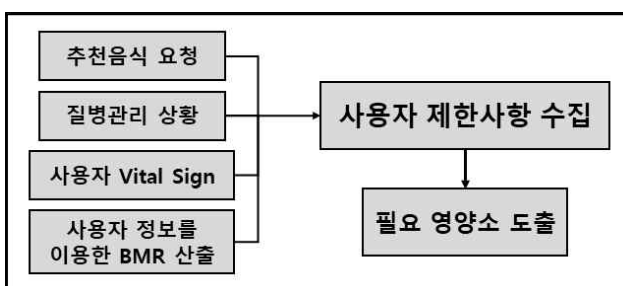 추천음식 요청
질병관리 상황
사용자 Vital Sign
사용자 정보를
이용한 BMR 산출
사용자 제한사항 수집
필요 영양소 도출